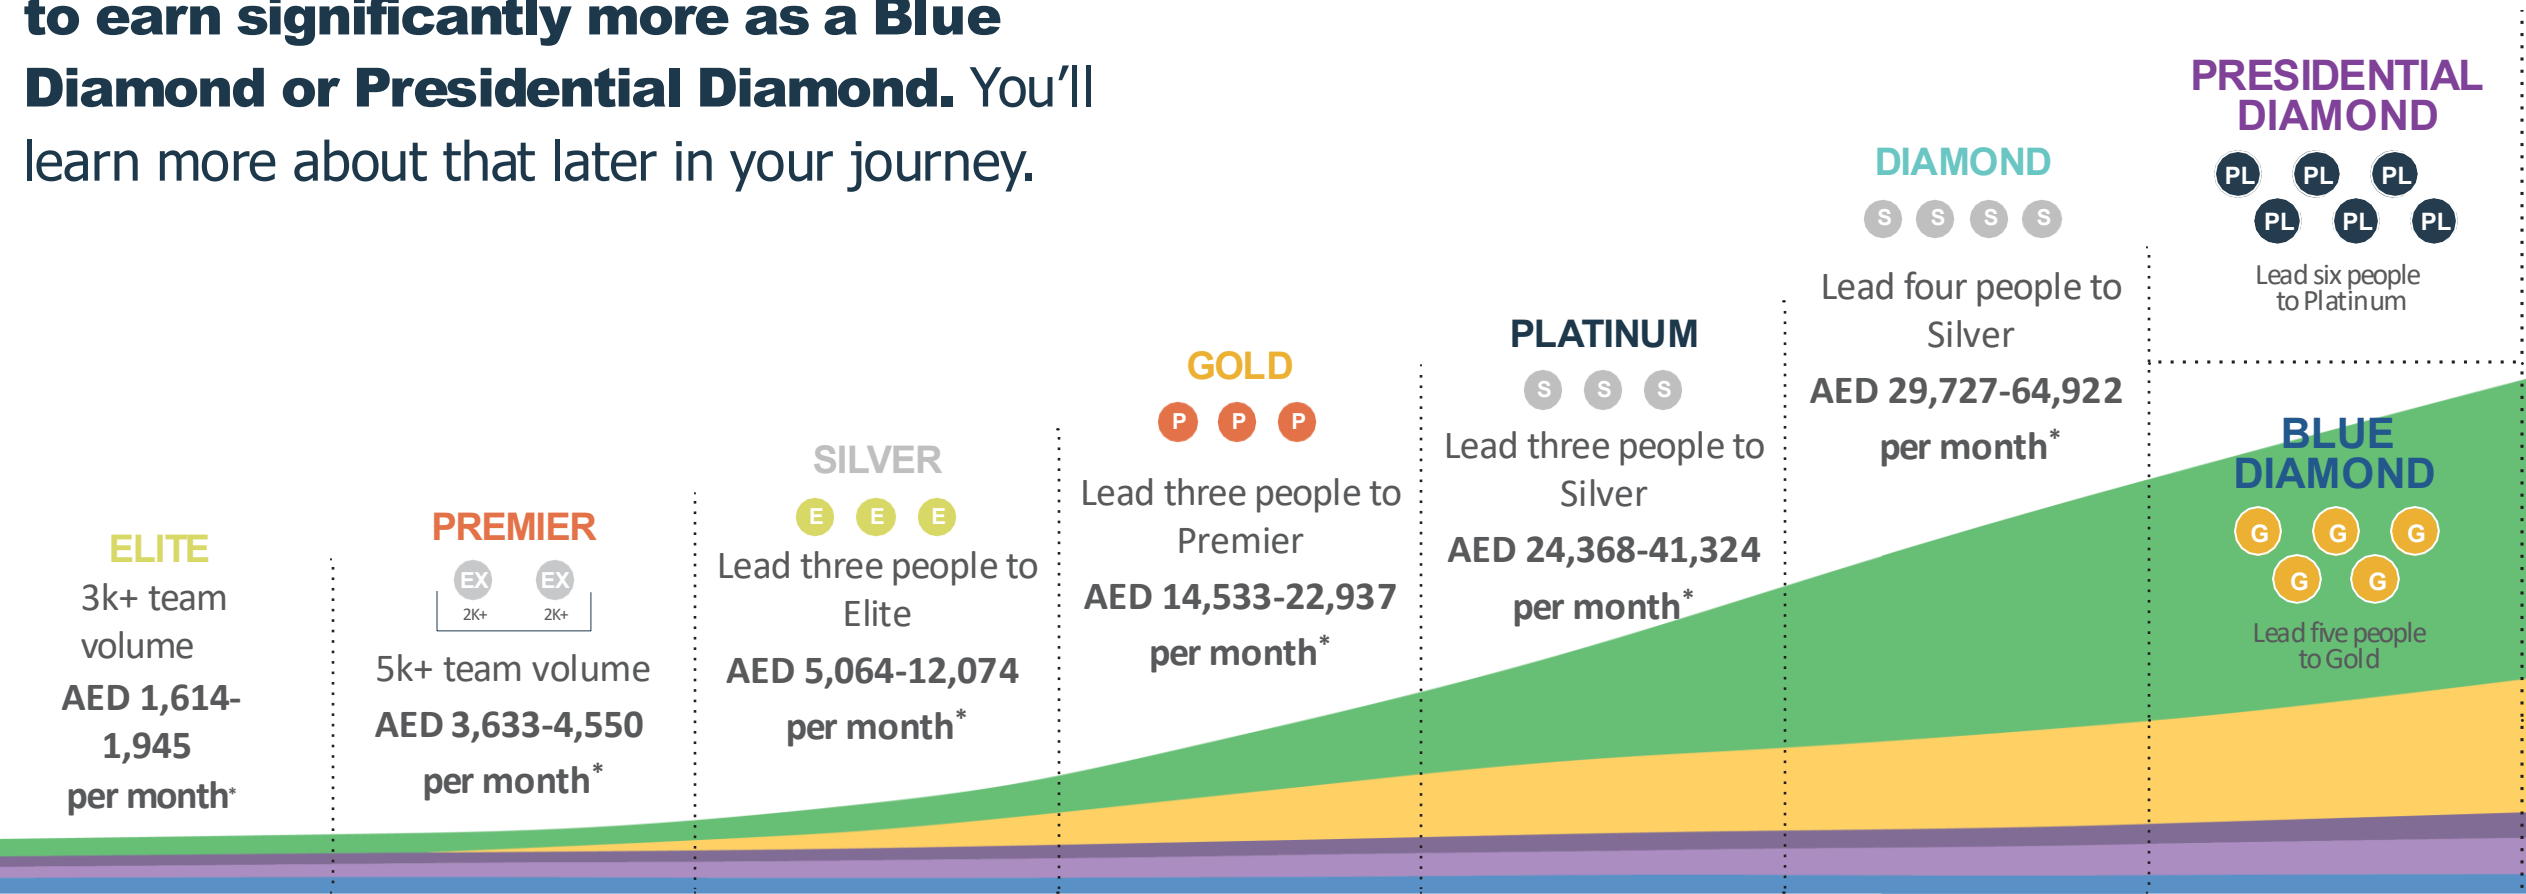 to earn significantly more as a Blue
Diamond or Presidential Diamond. You'll
learn more about that later in your journey.
ELITE
3k+ team
volume
AED 1,614-
1,945
per month*
PREMIER
EX EX
2K+ 2K+
5k+ team volume
AED 3,633-4,550
per month*
SILVER
E E E
Lead three people to
Elite
AED 5,064-12,074
per month*
GOLD
P P P
Lead three people to
Premier
AED 14,533-22,937
per month*
PLATINUM
S S S
Lead three people to
Silver
AED 24,368-41,324
per month*
DIAMOND
S S S S
Lead four people to
Silver
AED 29,727-64,922
per month*
PRESIDENTIAL
DIAMOND
PL PL PL
PL PL PL
Lead six people
to Platinum
BLUE
DIAMOND
G G G
G G
Lead five people
to Gold